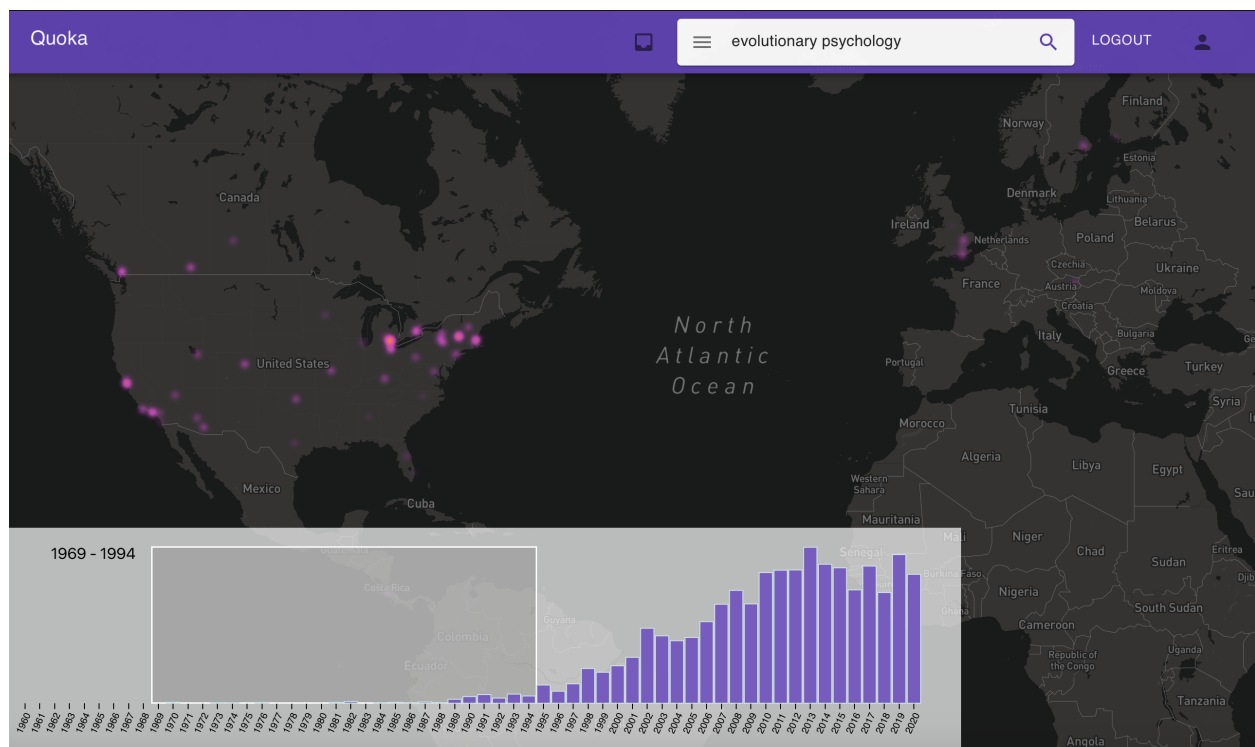 Quoka
evolutionary psychology
LOGOUT
Finland
Norway
Estonia
Canada
Denmark
Lithuania
Ireland
Belarus
Netherlands
Poland
Czechia
Ukraine
France
Austria
Moldova
Croatia
North
Atlantic
Ocean
Italy
Bulgaria
United States
Portugal
Greece
Turkey
Syria
Tunisia
Morocco
Algeria
Libya
Egypt
Mexico
Western
Sahara
Cuba
Mauritania
Mali
Niger
Chad
Sudan
Eritrea
1969 - 1994
Guatemala
Senegal
Burkina Faso
Costa Rica
Nigeria
Ghana
South Sudan
Guyana
Cameroon
Colombia
Republic of
the Congo
Uganda
Ecuador
Tanzania
Angola
1960
1961
1962
1963
1964
1965
1966
1967
1968
1969
1970
1971
1972
1973
1974
1975
1976
1977
1978
1979
1980
1981
1982
1983
1984
1985
1986
1987
1988
1989
1990
1991
1992
1993
1994
1995
1996
1997
1998
1999
2000
2001
2002
2003
2004
2005
2006
2007
2008
2009
2010
2011
2012
2013
2014
2015
2016
2017
2018
2019
2020